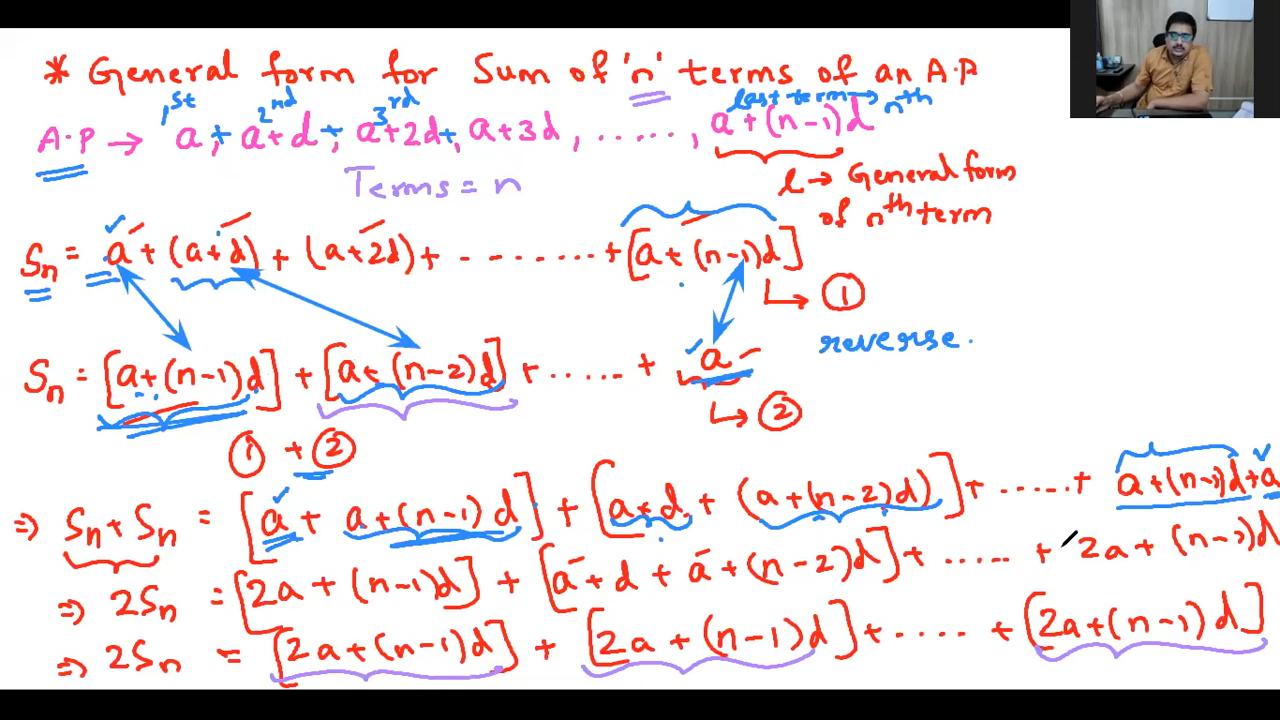 * General form for Sum of 'n' terms of an A.P
1st 2nd 3rd last term → nth
A.P → a, + a+d, + a+2d, + a+3d, ......, a+(n-1)d
Terms = n
l → General form of nth term
Sn = a + (a+d) + (a+2d) + - ....... + [a+(n-1)d]
→ ①
reverse.
Sn = [a+(n-1)d] + [a+(n-2)d] + ...... + a
→ ②
① + ②
⇒ Sn + Sn = [a + a+(n-1)d] + [a+d + (a+(n-2)d)] + ...... + a+(n-1)d+a
⇒ 2Sn = [2a+(n-1)d] + [a+d+a+(n-2)d] + ...... + 2a+(n-1)d
⇒ 2Sn = [2a+(n-1)d] + [2a+(n-1)d] + ..... + [2a+(n-1)d]